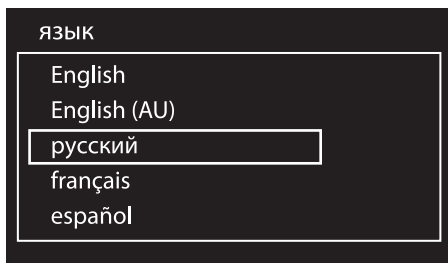 язык
English
English (AU)
русский
français
español